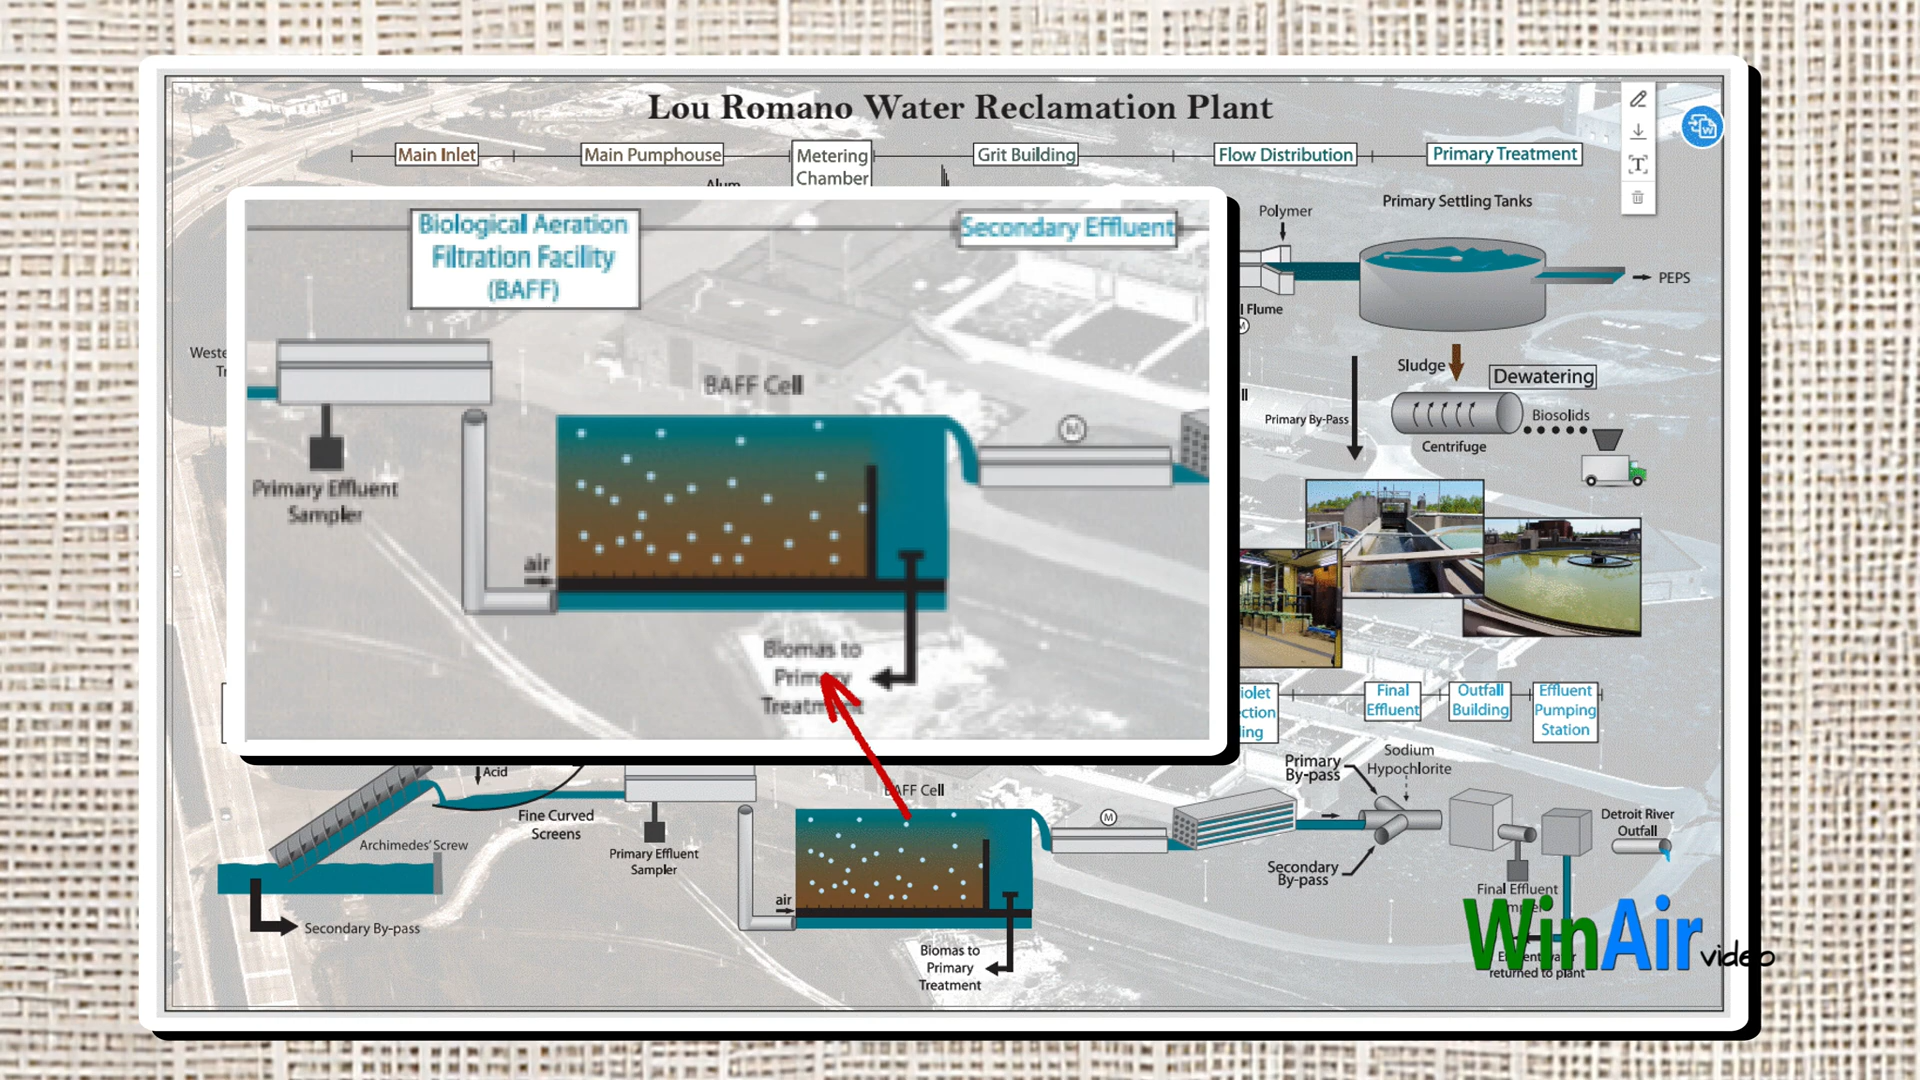 Lou Romano Water Reclamation Plant
Main Inlet
Main Pumphouse
Metering
Chamber
Grit Building
Flow Distribution
Primary Treatment
Alum
Biological Aeration
Filtration Facility
(BAFF)
Secondary Effluent
BAFF Cell
M
Primary Effluent
Sampler
air
Biomas to
Primary
Treatment
Polymer
Primary Settling Tanks
PEPS
l Flume
M
Sludge
Dewatering
Primary By-Pass
Biosolids
Centrifuge
Final
Effluent
Outfall
Building
Effluent
Pumping
Station
Acid
Fine Curved
Screens
Archimedes' Screw
Secondary By-pass
Primary Effluent
Sampler
BAFF Cell
air
Biomas to
Primary
Treatment
M
Primary
By-pass
Sodium
Hypochlorite
Secondary
By-pass
Final Effluent
Detroit River
Outfall
returned to plant
WinAir video
W
T